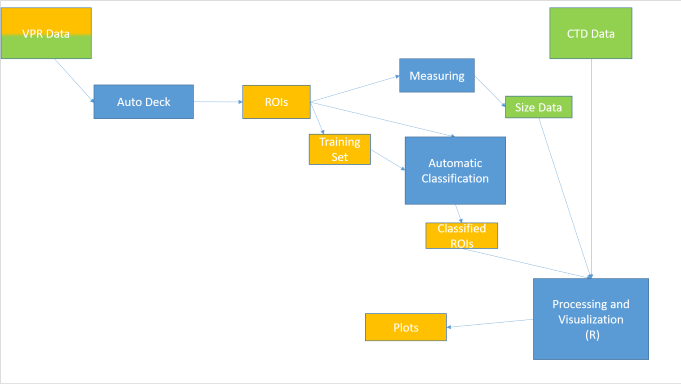 VPR Data
CTD Data
Auto Deck
ROIs
Measuring
Size Data
Training
Set
Automatic
Classification
Classified
ROIs
Processing and
Visualization
(R)
Plots